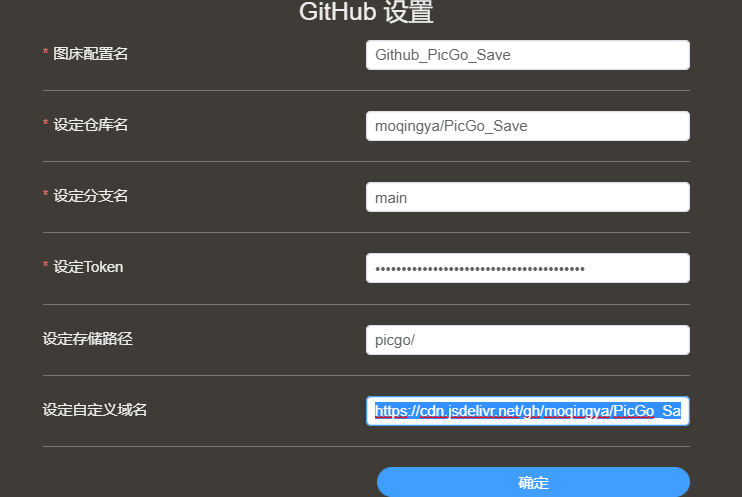 GitHub 设置
* 图床配置名
Github_PicGo_Save
* 设定仓库名
moqingya/PicGo_Save
* 设定分支名
main
* 设定Token
••••••••••••••••••••••••••••••••••••••••
设定存储路径
picgo/
设定自定义域名
https://cdn.jsdelivr.net/gh/moqingya/PicGo_Sa
确定